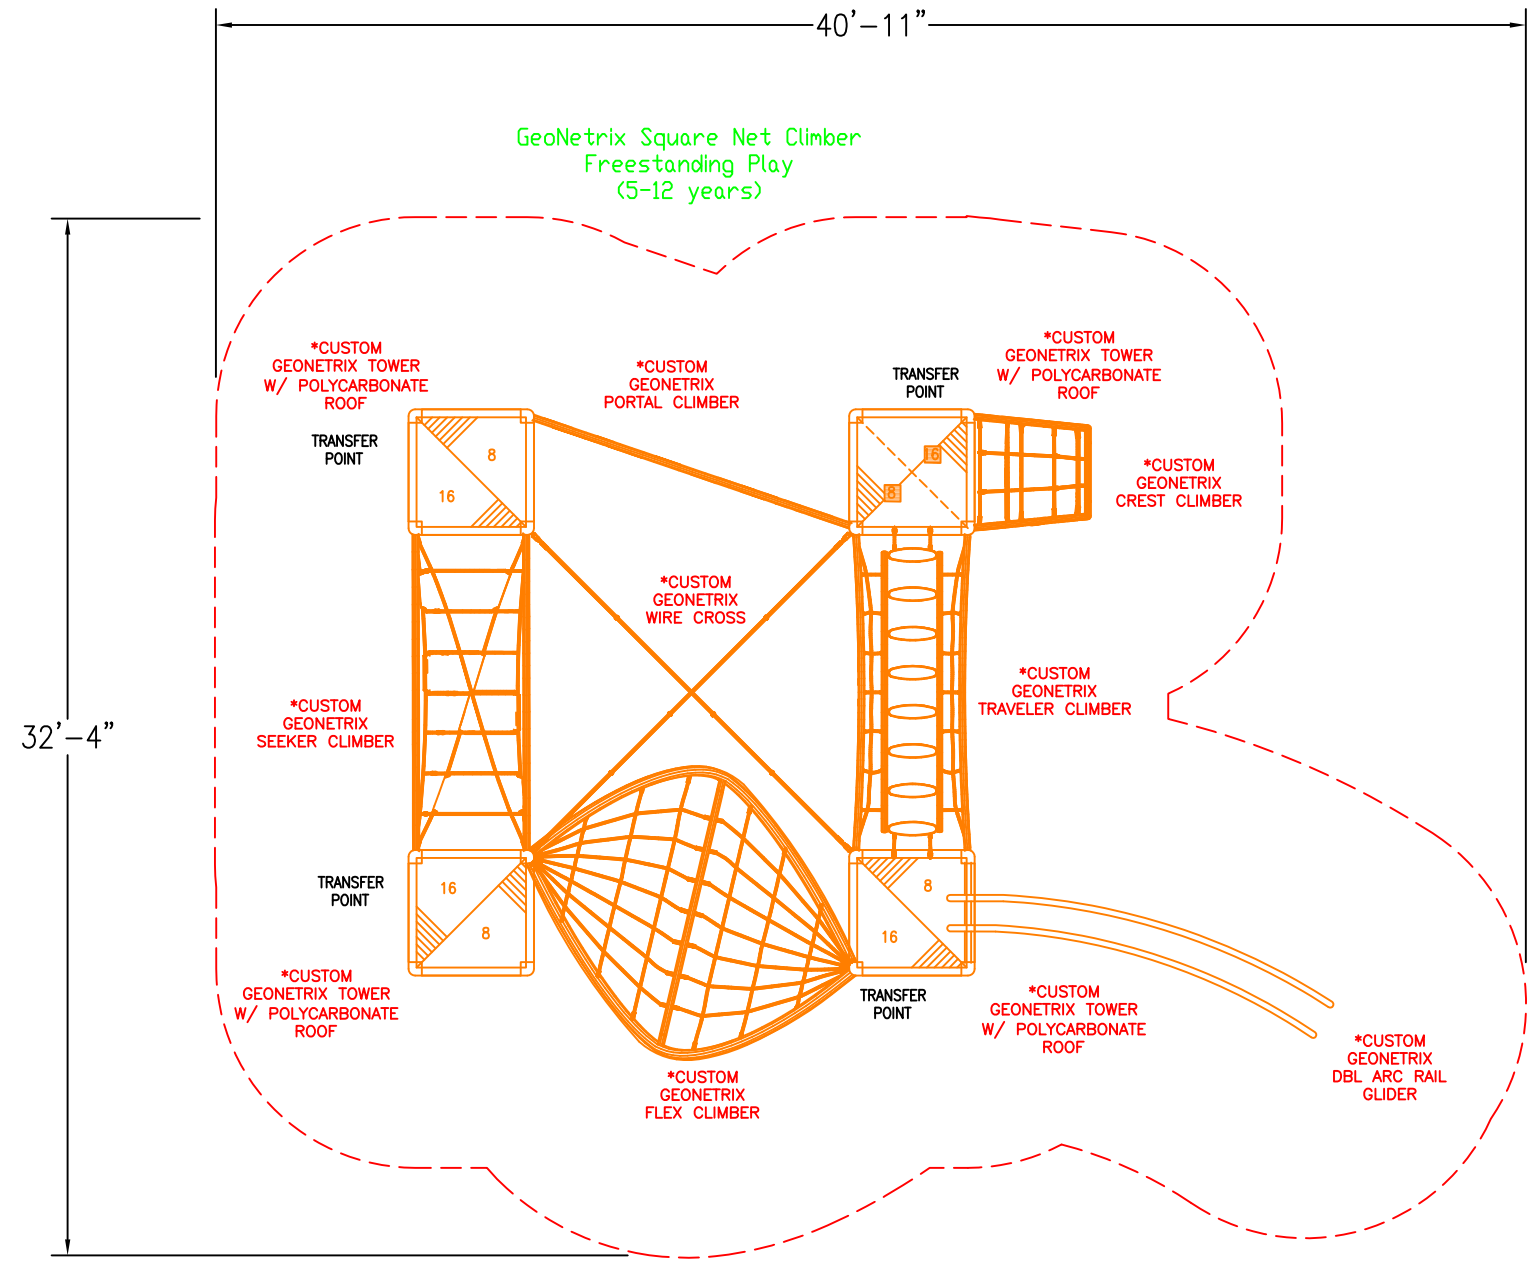 40'-11"
GeoNetrix Square Net Climber
Freestanding Play
(5-12 years)
*CUSTOM
GEONETRIX TOWER
W/ POLYCARBONATE
ROOF
*CUSTOM
GEONETRIX
PORTAL CLIMBER
TRANSFER
POINT
*CUSTOM
GEONETRIX TOWER
W/ POLYCARBONATE
ROOF
TRANSFER
POINT
8
16
16
8
*CUSTOM
GEONETRIX
CREST CLIMBER
*CUSTOM
GEONETRIX
WIRE CROSS
*CUSTOM
GEONETRIX
SEEKER CLIMBER
*CUSTOM
GEONETRIX
TRAVELER CLIMBER
32'-4"
TRANSFER
POINT
16
8
8
16
*CUSTOM
GEONETRIX TOWER
W/ POLYCARBONATE
ROOF
TRANSFER
POINT
*CUSTOM
GEONETRIX TOWER
W/ POLYCARBONATE
ROOF
*CUSTOM
GEONETRIX
DBL ARC RAIL
GLIDER
*CUSTOM
GEONETRIX
FLEX CLIMBER